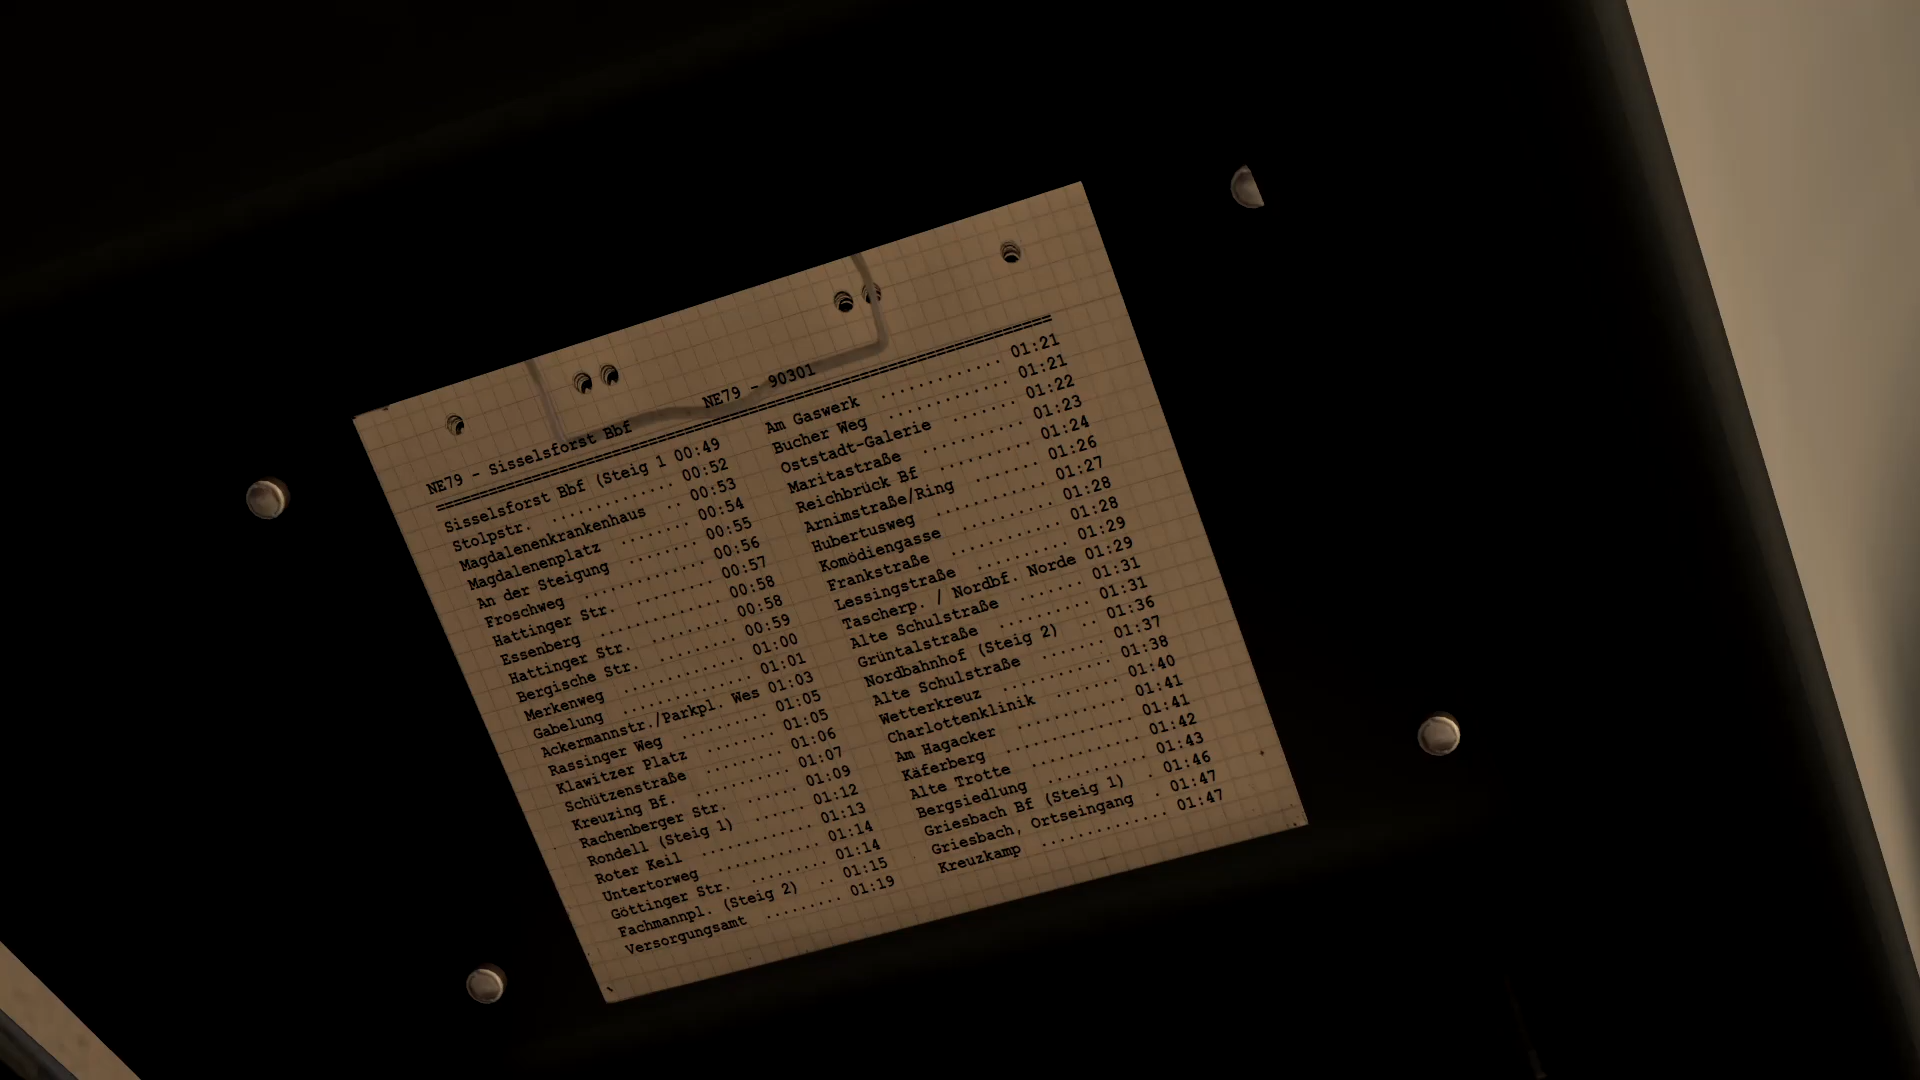 NE79 - Sisselsforst Bbf NE79 - 90301
Sisselsforst Bbf (Steig 1 00:49
Stolpstr. ............ 00:52
Magdalenenkrankenhaus .. 00:53
Magdalenenplatz ....... 00:54
An der Steigung ....... 00:55
Froschweg ............ 00:56
Hattinger Str. ........ 00:57
Essenberg ............ 00:58
Hattinger Str. ........ 00:58
Bergische Str. ........ 00:59
Merkenweg ............ 01:00
Gabelung ............. 01:01
Ackermannstr./Parkpl. Wes 01:03
Rassinger Weg ......... 01:05
Klawitzer Platz ....... 01:05
Schützenstraße ........ 01:06
Kreuzing Bf. .......... 01:07
Rachenberger Str. ..... 01:09
Rondell (Steig 1) ..... 01:12
Roter Keil ........... 01:13
Untertorweg .......... 01:14
Göttinger Str. ........ 01:14
Fachmannpl. (Steig 2) .. 01:15
Versorgungsamt ........ 01:19
Am Gaswerk ........... 01:21
Bucher Weg ........... 01:21
Oststadt-Galerie ...... 01:22
Maritastraße ......... 01:23
Reichbrück Bf ......... 01:24
Arnimstraße/Ring ...... 01:26
Hubertusweg .......... 01:27
Komödiengasse ......... 01:28
Frankstraße .......... 01:28
Lessingstraße ......... 01:29
Tascherp. / Nordbf. Norde 01:29
Alte Schulstraße ...... 01:31
Grüntalstraße ......... 01:31
Nordbahnhof (Steig 2) .. 01:36
Alte Schulstraße ...... 01:37
Wetterkreuz .......... 01:38
Charlottenklinik ...... 01:40
Am Hagacker .......... 01:41
Käferberg ............ 01:41
Alte Trotte .......... 01:42
Bergsiedlung ......... 01:43
Griesbach Bf (Steig 1) . 01:46
Griesbach, Ortseingang . 01:47
Kreuzkamp ............ 01:47